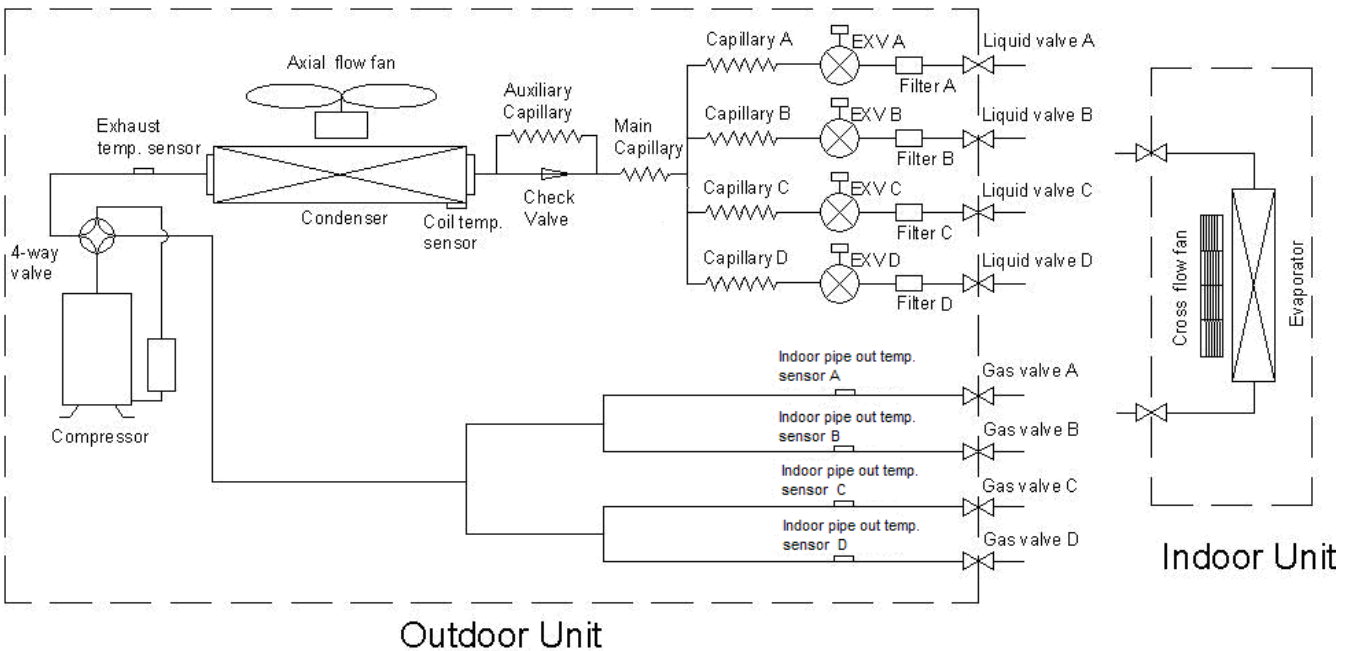 Axial flow fan
Exhaust
temp. sensor
Auxiliary
Capillary
Main
Capillary
Capillary A
EXV A
Liquid valve A
Filter A
Capillary B
EXV B
Liquid valve B
Filter B
Check
Valve
Condenser
Coil temp.
sensor
Capillary C
EXV C
Liquid valve C
Filter C
4-way
valve
Capillary D
EXV D
Liquid valve D
Filter D
Compressor
Indoor pipe out temp.
sensor A
Gas valve A
Indoor pipe out temp.
sensor B
Gas valve B
Indoor pipe out temp.
sensor C
Gas valve C
Indoor pipe out temp.
sensor D
Gas valve D
Cross flow fan
Evaporator
Indoor Unit
Outdoor Unit